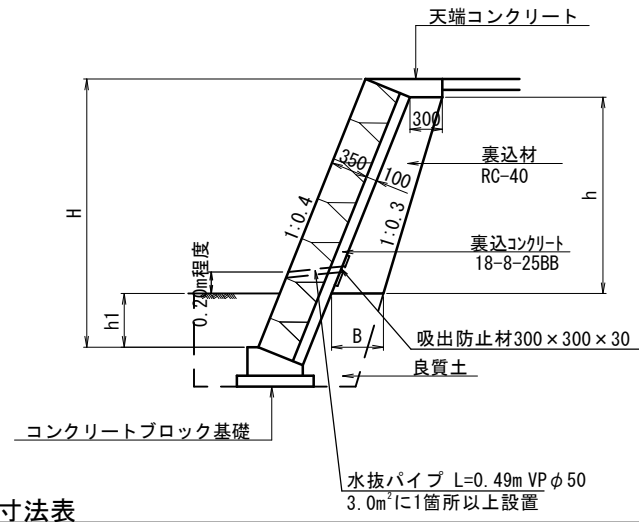 天端コンクリート
300
裏込材
RC-40
350
100
H
h
1:0.4
1:0.3
裏込コンクリート
18-8-25BB
0.20m程度
h1
B
吸出防止材300×300×30
良質土
コンクリートブロック基礎
水抜パイプ L=0.49m VPφ50
3.0m²に1箇所以上設置
寸法表